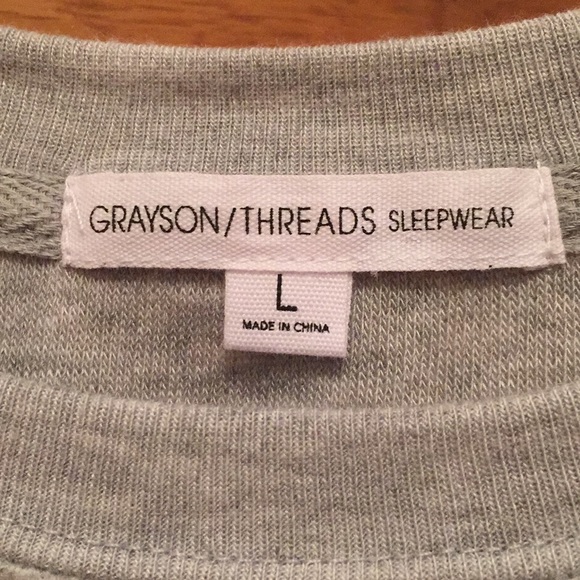 GRAYSON/THREADS SLEEPWEAR
L
MADE IN CHINA